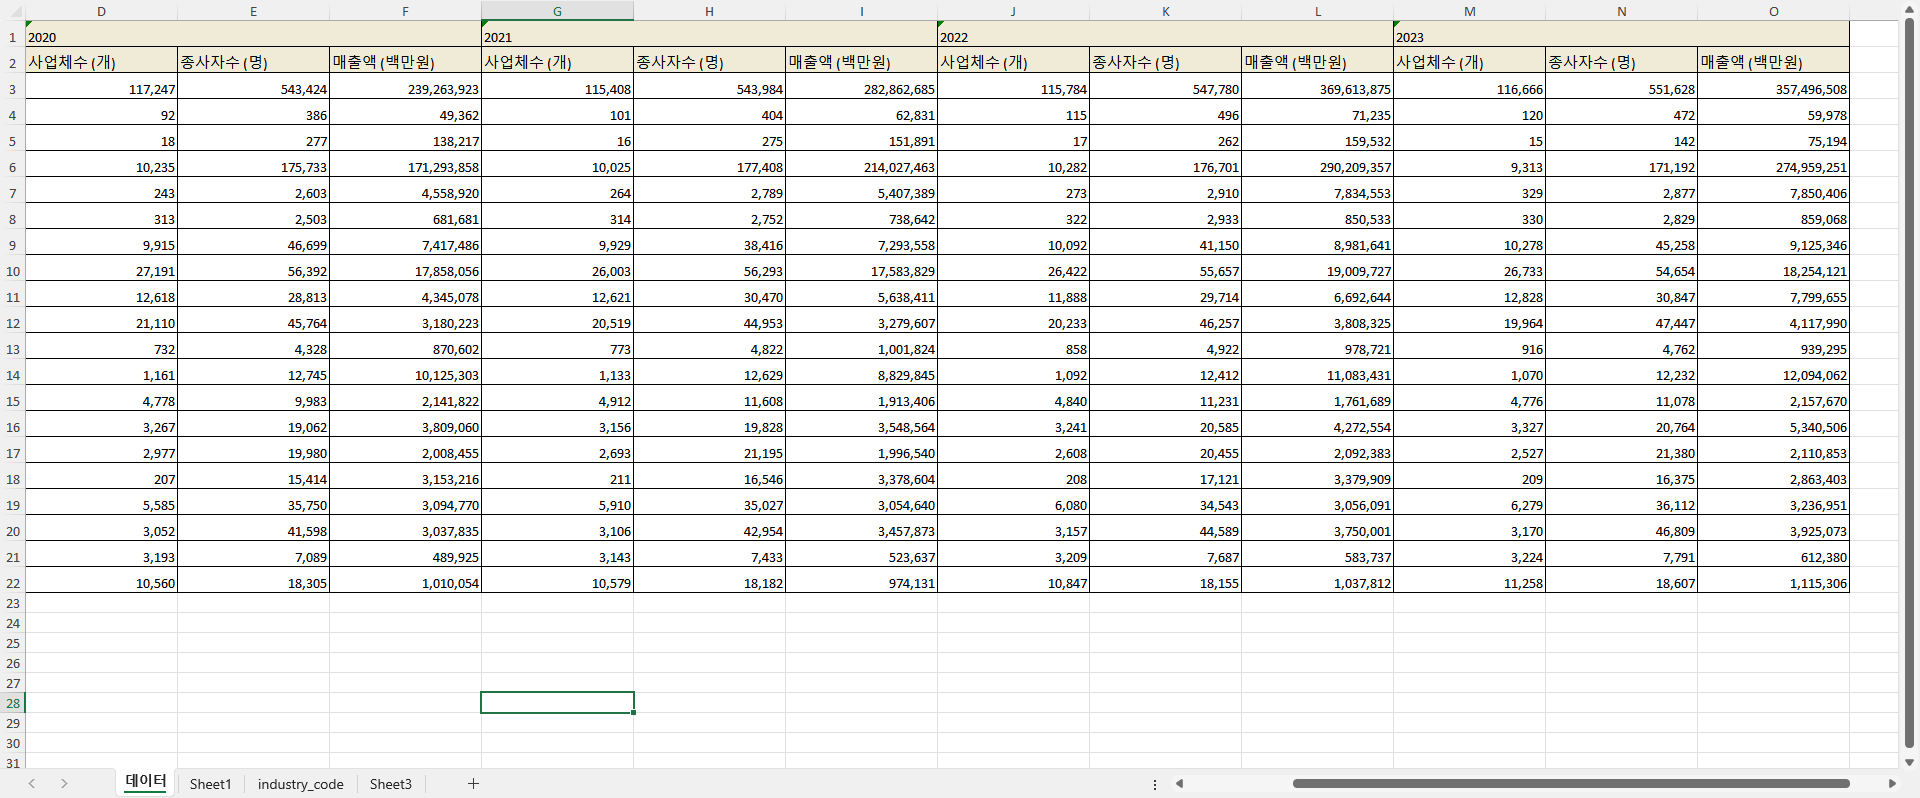 D E F G H I J K L M N O
1 2020 2021 2022 2023
2 사업체수 (개) 종사자수 (명) 매출액 (백만원) 사업체수 (개) 종사자수 (명) 매출액 (백만원) 사업체수 (개) 종사자수 (명) 매출액 (백만원) 사업체수 (개) 종사자수 (명) 매출액 (백만원)
3 117,247 543,424 239,263,923 115,408 543,984 282,862,685 115,784 547,780 369,613,875 116,666 551,628 357,496,508
4 92 386 49,362 101 404 62,831 115 496 71,235 120 472 59,978
5 18 277 138,217 16 275 151,891 17 262 159,532 15 142 75,194
6 10,235 175,733 171,293,858 10,025 177,408 214,027,463 10,282 176,701 290,209,357 9,313 171,192 274,959,251
7 243 2,603 4,558,920 264 2,789 5,407,389 273 2,910 7,834,553 329 2,877 7,850,406
8 313 2,503 681,681 314 2,752 738,642 322 2,933 850,533 330 2,829 859,068
9 9,915 46,699 7,417,486 9,929 38,416 7,293,558 10,092 41,150 8,981,641 10,278 45,258 9,125,346
10 27,191 56,392 17,858,056 26,003 56,293 17,583,829 26,422 55,657 19,009,727 26,733 54,654 18,254,121
11 12,618 28,813 4,345,078 12,621 30,470 5,638,411 11,888 29,714 6,692,644 12,828 30,847 7,799,655
12 21,110 45,764 3,180,223 20,519 44,953 3,279,607 20,233 46,257 3,808,325 19,964 47,447 4,117,990
13 732 4,328 870,602 773 4,822 1,001,824 858 4,922 978,721 916 4,762 939,295
14 1,161 12,745 10,125,303 1,133 12,629 8,829,845 1,092 12,412 11,083,431 1,070 12,232 12,094,062
15 4,778 9,983 2,141,822 4,912 11,608 1,913,406 4,840 11,231 1,761,689 4,776 11,078 2,157,670
16 3,267 19,062 3,809,060 3,156 19,828 3,548,564 3,241 20,585 4,272,554 3,327 20,764 5,340,506
17 2,977 19,980 2,008,455 2,693 21,195 1,996,540 2,608 20,455 2,092,383 2,527 21,380 2,110,853
18 207 15,414 3,153,216 211 16,546 3,378,604 208 17,121 3,379,909 209 16,375 2,863,403
19 5,585 35,750 3,094,770 5,910 35,027 3,054,640 6,080 34,543 3,056,091 6,279 36,112 3,236,951
20 3,052 41,598 3,037,835 3,106 42,954 3,457,873 3,157 44,589 3,750,001 3,170 46,809 3,925,073
21 3,193 7,089 489,925 3,143 7,433 523,637 3,209 7,687 583,737 3,224 7,791 612,380
22 10,560 18,305 1,010,054 10,579 18,182 974,131 10,847 18,155 1,037,812 11,258 18,607 1,115,306
23
24
25
26
27
28
29
30
31
데이터 Sheet1 industry_code Sheet3